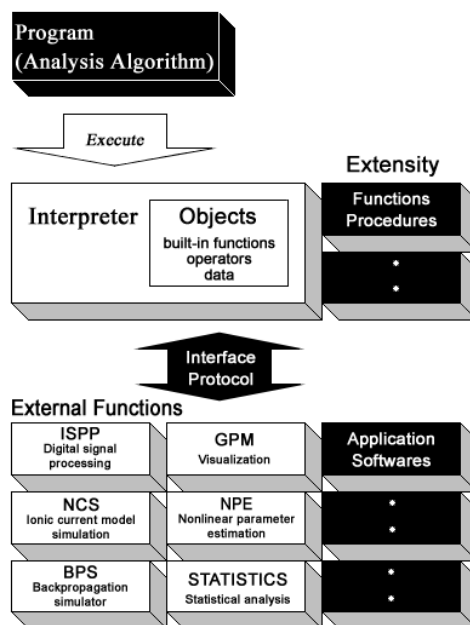 Program
(Analysis Algorithm)
Execute
Extensity
Interpreter
Objects
built-in functions
operators
data
Functions
Procedures
*
*
Interface
Protocol
External Functions
ISPP
Digital signal
processing
GPM
Visualization
Application
Softwares
NCS
Ionic current model
simulation
NPE
Nonlinear parameter
estimation
*
*
BPS
Backpropagation
simulator
STATISTICS
Statistical analysis
*
*